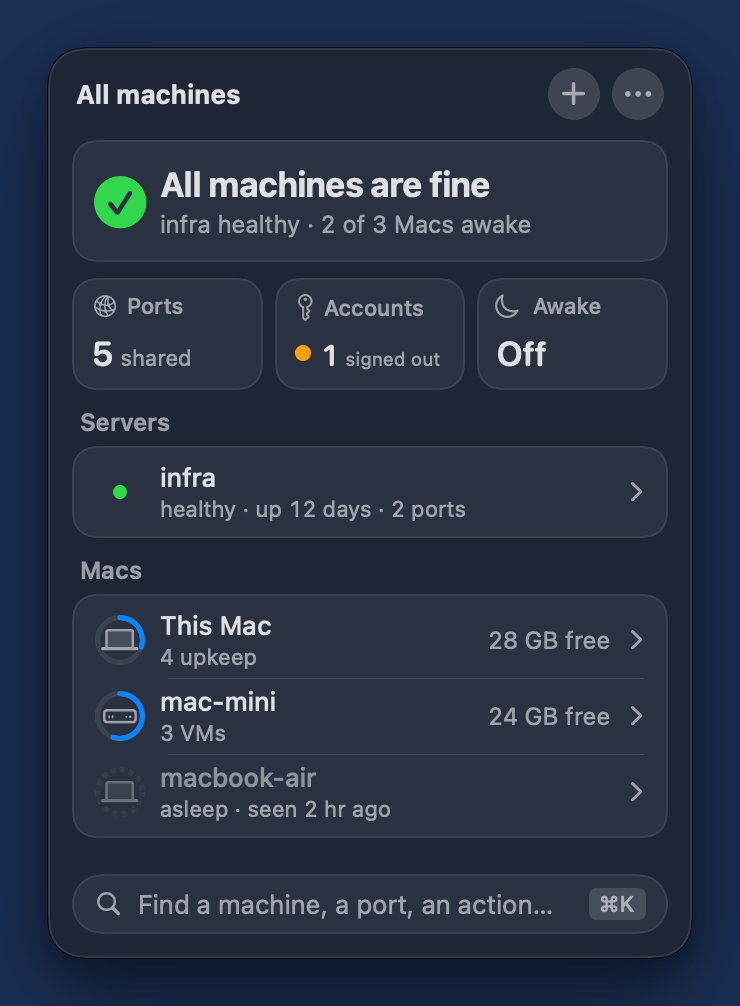 All machines
All machines are fine
infra healthy · 2 of 3 Macs awake
Ports
5 shared
Accounts
1 signed out
Awake
Off
Servers
infra
healthy · up 12 days · 2 ports
Macs
This Mac
4 upkeep
28 GB free
mac-mini
3 VMs
24 GB free
macbook-air
asleep · seen 2 hr ago
Find a machine, a port, an action...
⌘K